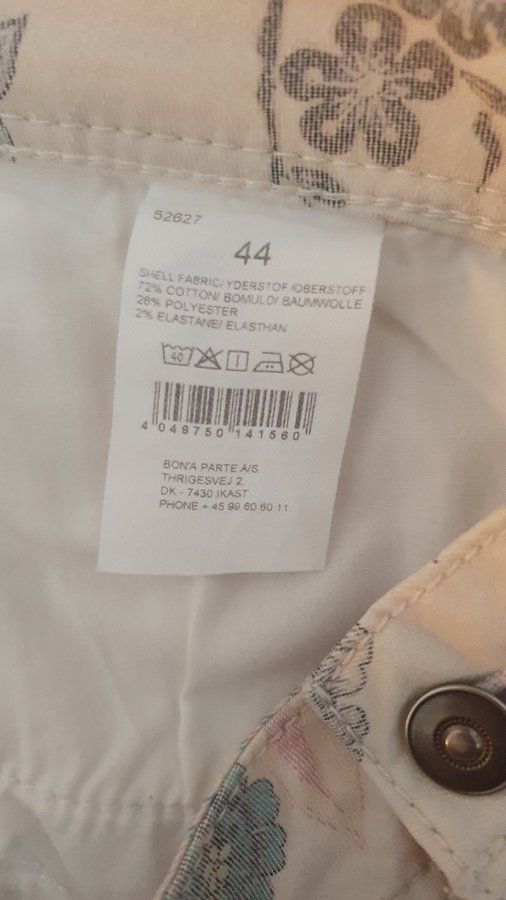 52627
44
SHELL FABRIC/ YDERSTOF /OBERSTOFF
72% COTTON/ BOMULD/ BAUMWOLLE
26% POLYESTER
2% ELASTANE/ ELASTHAN
40
4 049750 141560
BON'A PARTE A/S
THRIGESVEJ 2.
DK - 7430 IKAST
PHONE + 45 99 60 60 11